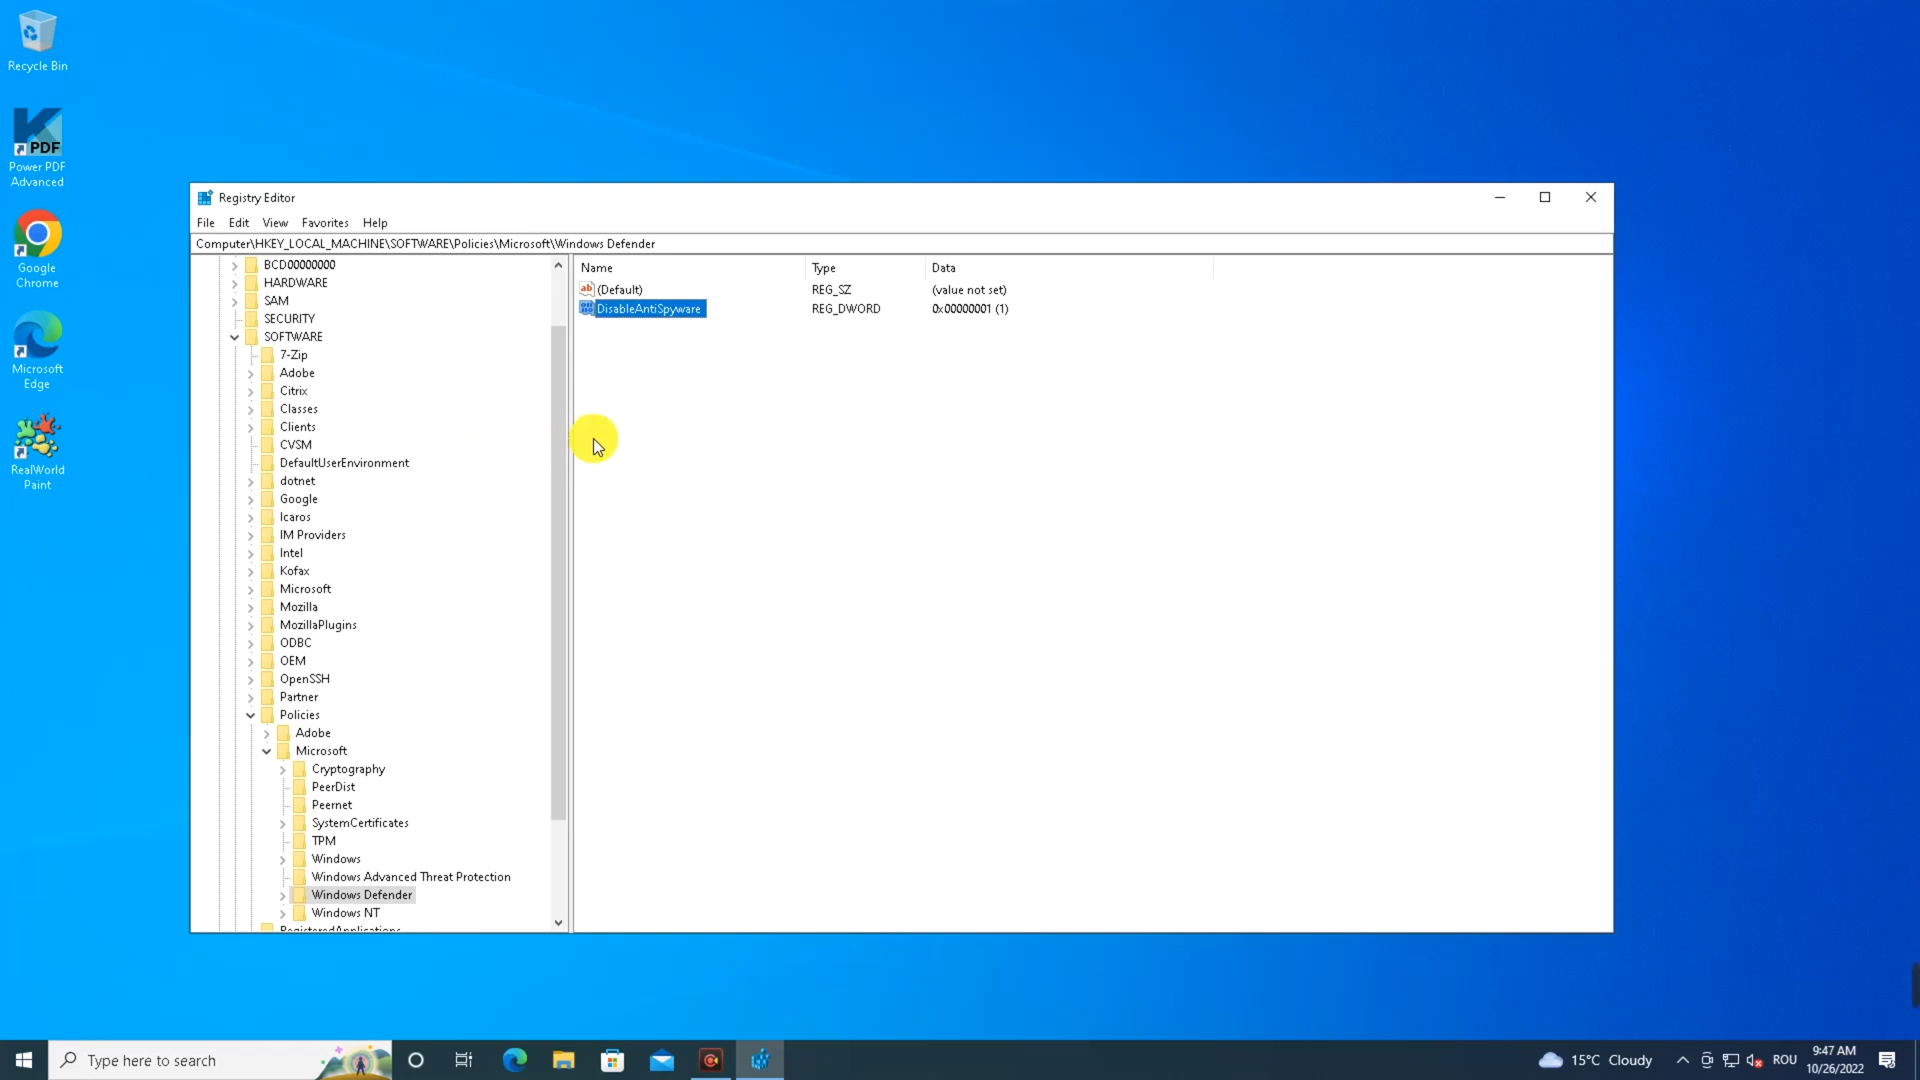 Recycle Bin
PDF
Power PDF
Advanced
Google
Chrome
Microsoft
Edge
RealWorld
Paint
Registry Editor
File Edit View Favorites Help
Computer\HKEY_LOCAL_MACHINE\SOFTWARE\Policies\Microsoft\Windows Defender
BCD00000000
HARDWARE
SAM
SECURITY
SOFTWARE
7-Zip
Adobe
Citrix
Classes
Clients
CVSM
DefaultUserEnvironment
dotnet
Google
Icaros
IM Providers
Intel
Kofax
Microsoft
Mozilla
MozillaPlugins
ODBC
OEM
OpenSSH
Partner
Policies
Adobe
Microsoft
Cryptography
PeerDist
Peernet
SystemCertificates
TPM
Windows
Windows Advanced Threat Protection
Windows Defender
Windows NT
RegisteredApplications
Name Type Data
ab (Default) REG_SZ (value not set)
DisableAntiSpyware REG_DWORD 0x00000001 (1)
Type here to search
15°C Cloudy
ROU
9:47 AM
10/26/2022